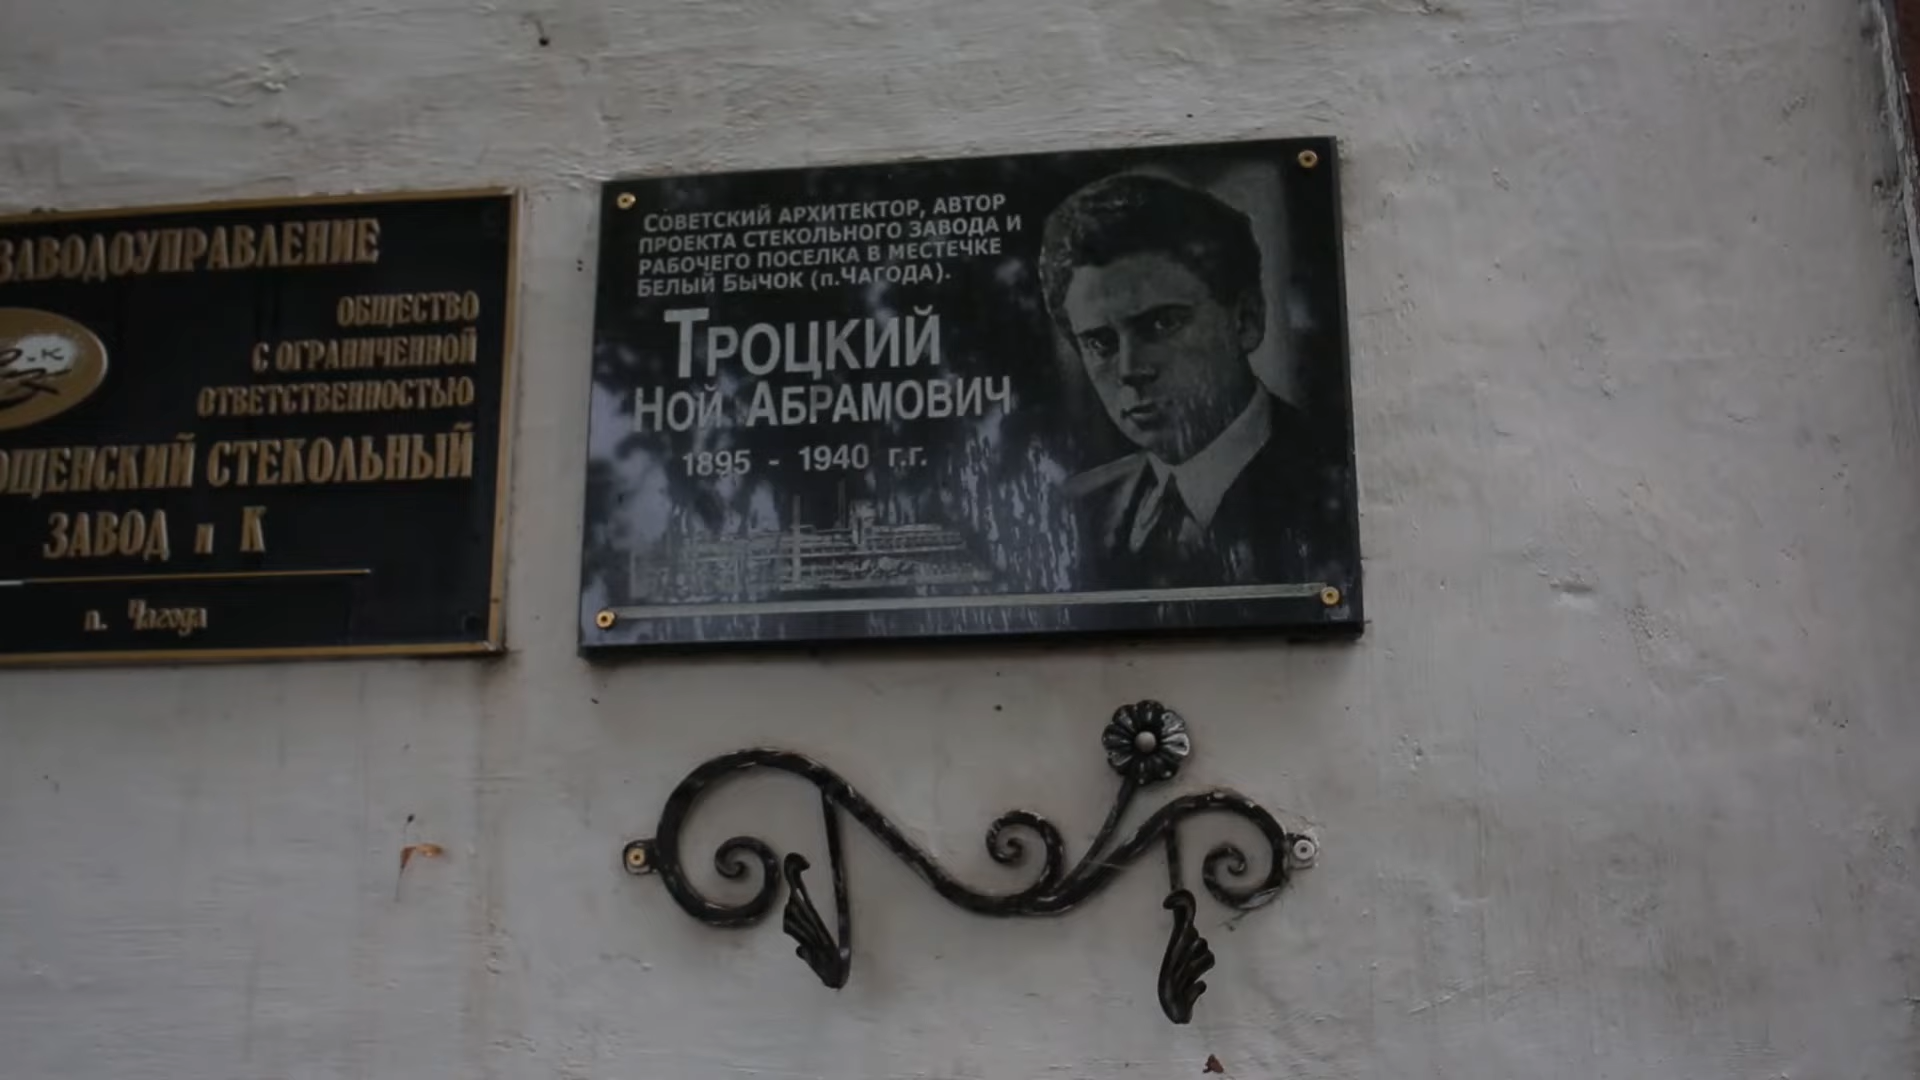 ЗАВОДОУПРАВЛЕНИЕ
ОБЩЕСТВО
С ОГРАНИЧЕННОЙ
ОТВЕТСТВЕННОСТЬЮ
ОЩЕНСКИЙ СТЕКОЛЬНЫЙ
ЗАВОД и К
п. Чагода
СОВЕТСКИЙ АРХИТЕКТОР, АВТОР
ПРОЕКТА СТЕКОЛЬНОГО ЗАВОДА И
РАБОЧЕГО ПОСЕЛКА В МЕСТЕЧКЕ
БЕЛЫЙ БЫЧОК (п.ЧАГОДА).
ТРОЦКИЙ
НОЙ АБРАМОВИЧ
1895 - 1940 г.г.